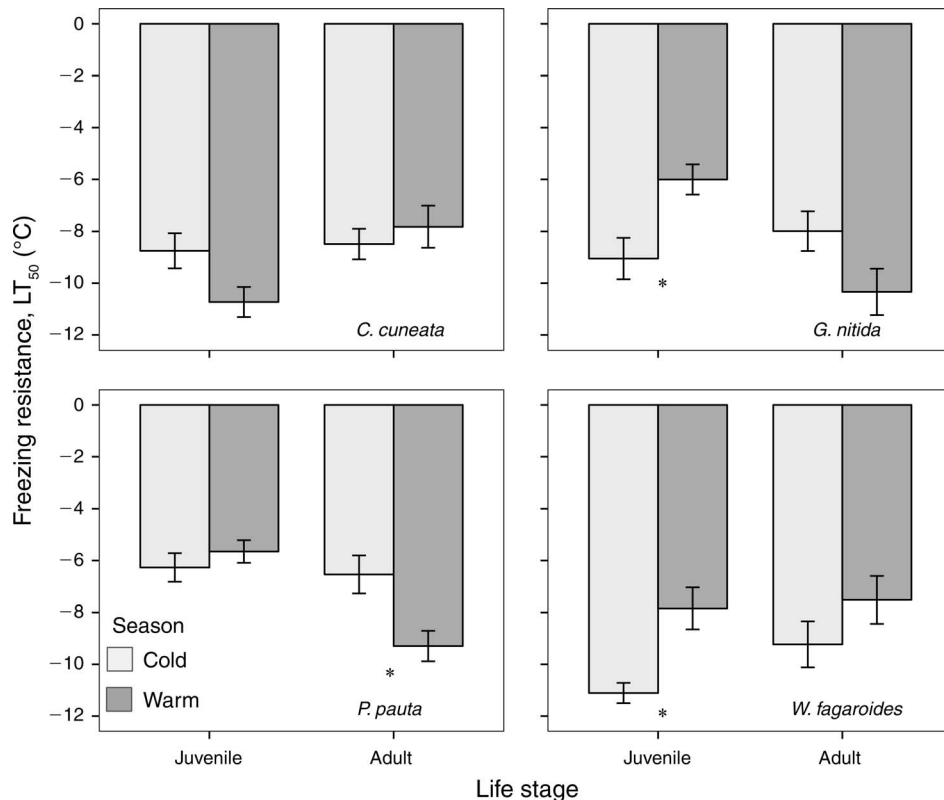 Freezing resistance, LT50 (°C)
0
−2
−4
−6
−8
−10
−12
C. cuneata
*
G. nitida
0
−2
−4
−6
−8
−10
−12
Season
Cold
Warm
*
P. pauta
*
W. fagaroides
Juvenile Adult Juvenile Adult
Life stage